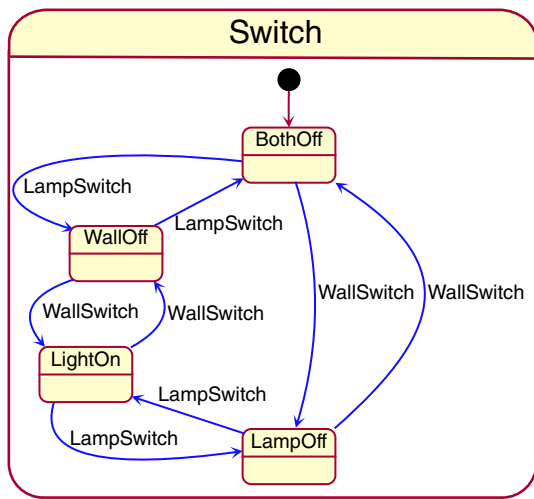 Switch
BothOff
LampSwitch
LampSwitch
WallOff
WallSwitch
WallSwitch
WallSwitch
WallSwitch
LightOn
LampSwitch
LampSwitch
LampOff